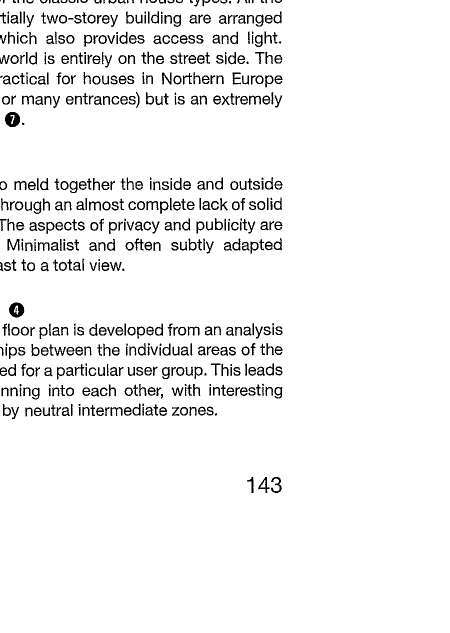 the classic urban house types. All the
tially two-storey building are arranged
which also provides access and light.
world is entirely on the street side. The
ractical for houses in Northern Europe
or many entrances) but is an extremely
❼.
o meld together the inside and outside
hrough an almost complete lack of solid
The aspects of privacy and publicity are
Minimalist and often subtly adapted
ast to a total view.
❹
floor plan is developed from an analysis
hips between the individual areas of the
ed for a particular user group. This leads
nning into each other, with interesting
by neutral intermediate zones.
143